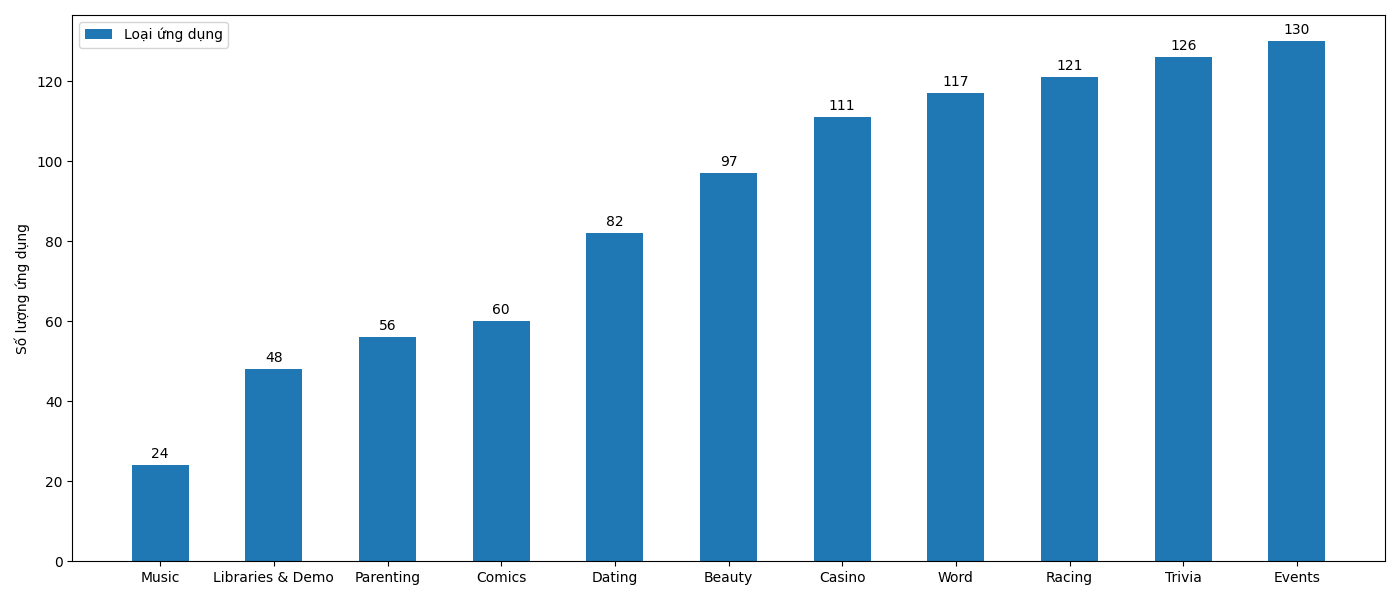 Loại ứng dụng
Số lượng ứng dụng
0
20
40
60
80
100
120
24
48
56
60
82
97
111
117
121
126
130
Music
Libraries & Demo
Parenting
Comics
Dating
Beauty
Casino
Word
Racing
Trivia
Events